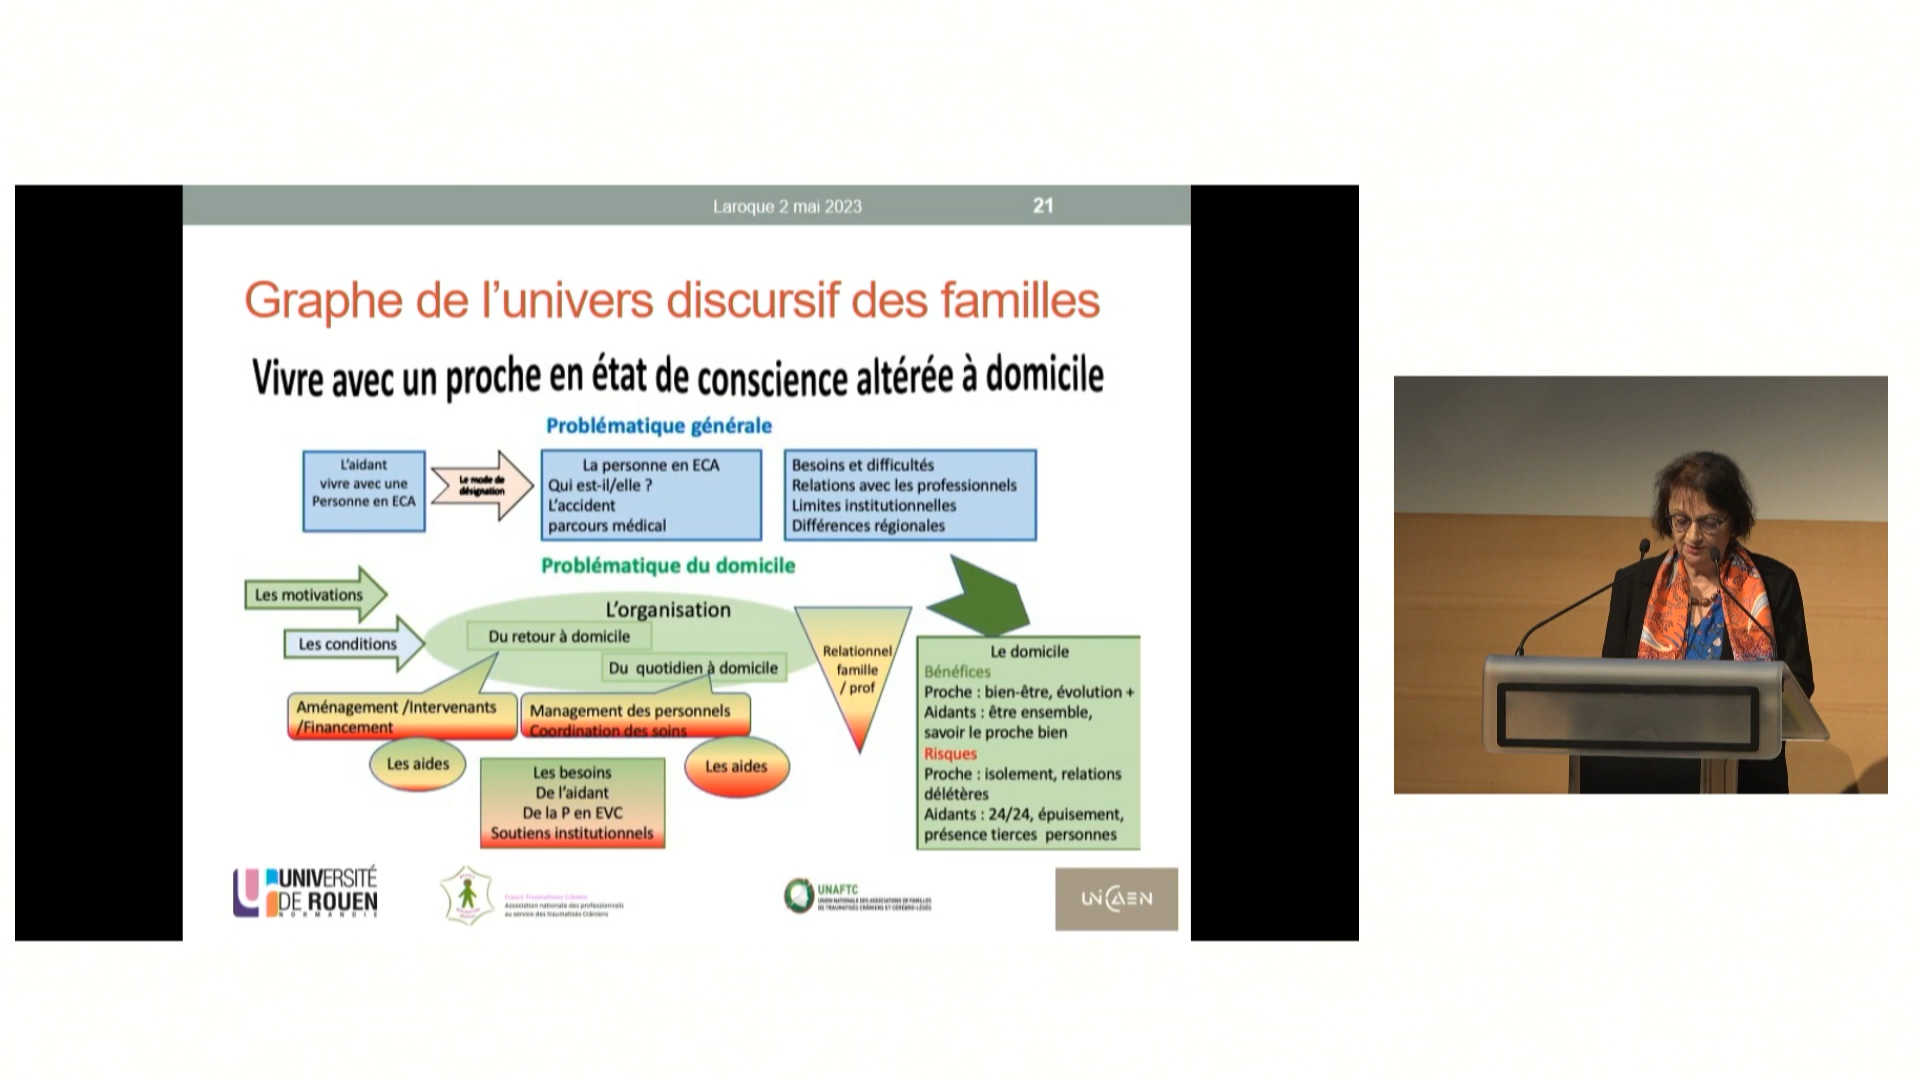 Laroque 2 mai 2023
21
Graphe de l’univers discursif des familles
Vivre avec un proche en état de conscience altérée à domicile
Problématique générale
L’aidant
vivre avec une
Personne en ECA
Le mode de
désignation
La personne en ECA
Qui est-il/elle ?
L’accident
parcours médical
Besoins et difficultés
Relations avec les professionnels
Limites institutionnelles
Différences régionales
Problématique du domicile
Les motivations
Les conditions
L’organisation
Du retour à domicile
Du quotidien à domicile
Aménagement /Intervenants
/Financement
Management des personnels
Coordination des soins
Les aides
Les aides
Les besoins
De l’aidant
De la P en EVC
Soutiens institutionnels
Relationnel
famille
/ prof
Le domicile
Bénéfices
Proche : bien-être, évolution +
Aidants : être ensemble,
savoir le proche bien
Risques
Proche : isolement, relations
délétères
Aidants : 24/24, épuisement,
présence tierces personnes
UNIVERSITÉ
DE ROUEN
NORMANDIE
France Traumatisme Crânien
Association nationale des professionnels
au service des traumatisés Crâniens
UNAFTC
UNION NATIONALE DES ASSOCIATIONS DE FAMILLES
DE TRAUMATISÉS CRÂNIENS ET CÉRÉBRO-LÉSÉS
UNICAEN